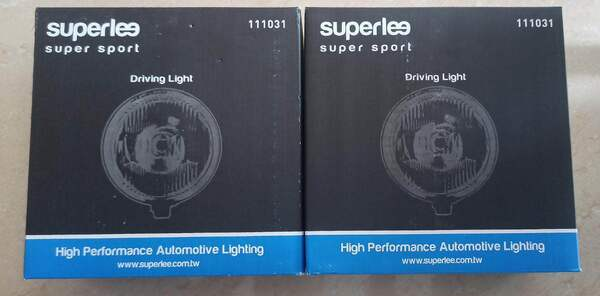 superlee
111031
super sport
Driving Light
High Performance Automotive Lighting
www.superlee.com.tw
superlee
111031
super sport
Driving Light
High Performance Automotive Lighting
www.superlee.com.tw